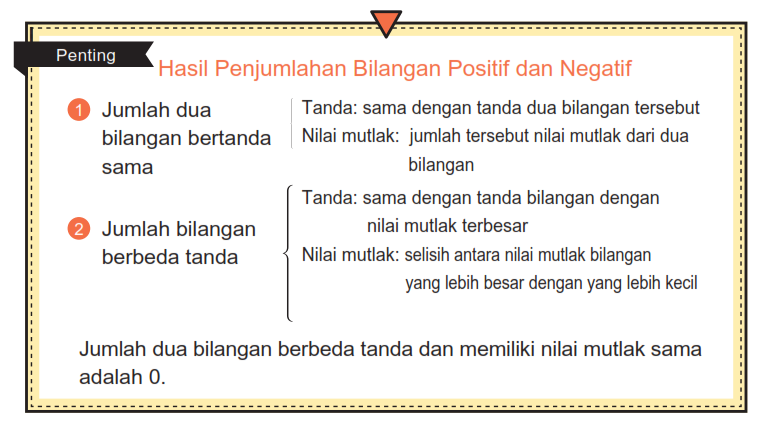 Penting
Hasil Penjumlahan Bilangan Positif dan Negatif
1 Jumlah dua
bilangan bertanda
sama
Tanda: sama dengan tanda dua bilangan tersebut
Nilai mutlak: jumlah tersebut nilai mutlak dari dua
bilangan
2 Jumlah bilangan
berbeda tanda
Tanda: sama dengan tanda bilangan dengan
nilai mutlak terbesar
Nilai mutlak: selisih antara nilai mutlak bilangan
yang lebih besar dengan yang lebih kecil
Jumlah dua bilangan berbeda tanda dan memiliki nilai mutlak sama
adalah 0.